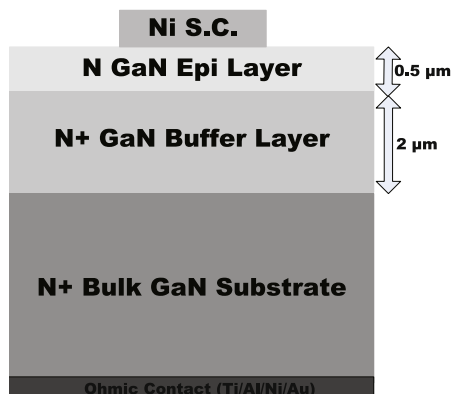 Ni S.C.
N GaN Epi Layer
0.5 µm
N+ GaN Buffer Layer
2 µm
N+ Bulk GaN Substrate
Ohmic Contact (Ti/Al/Ni/Au)